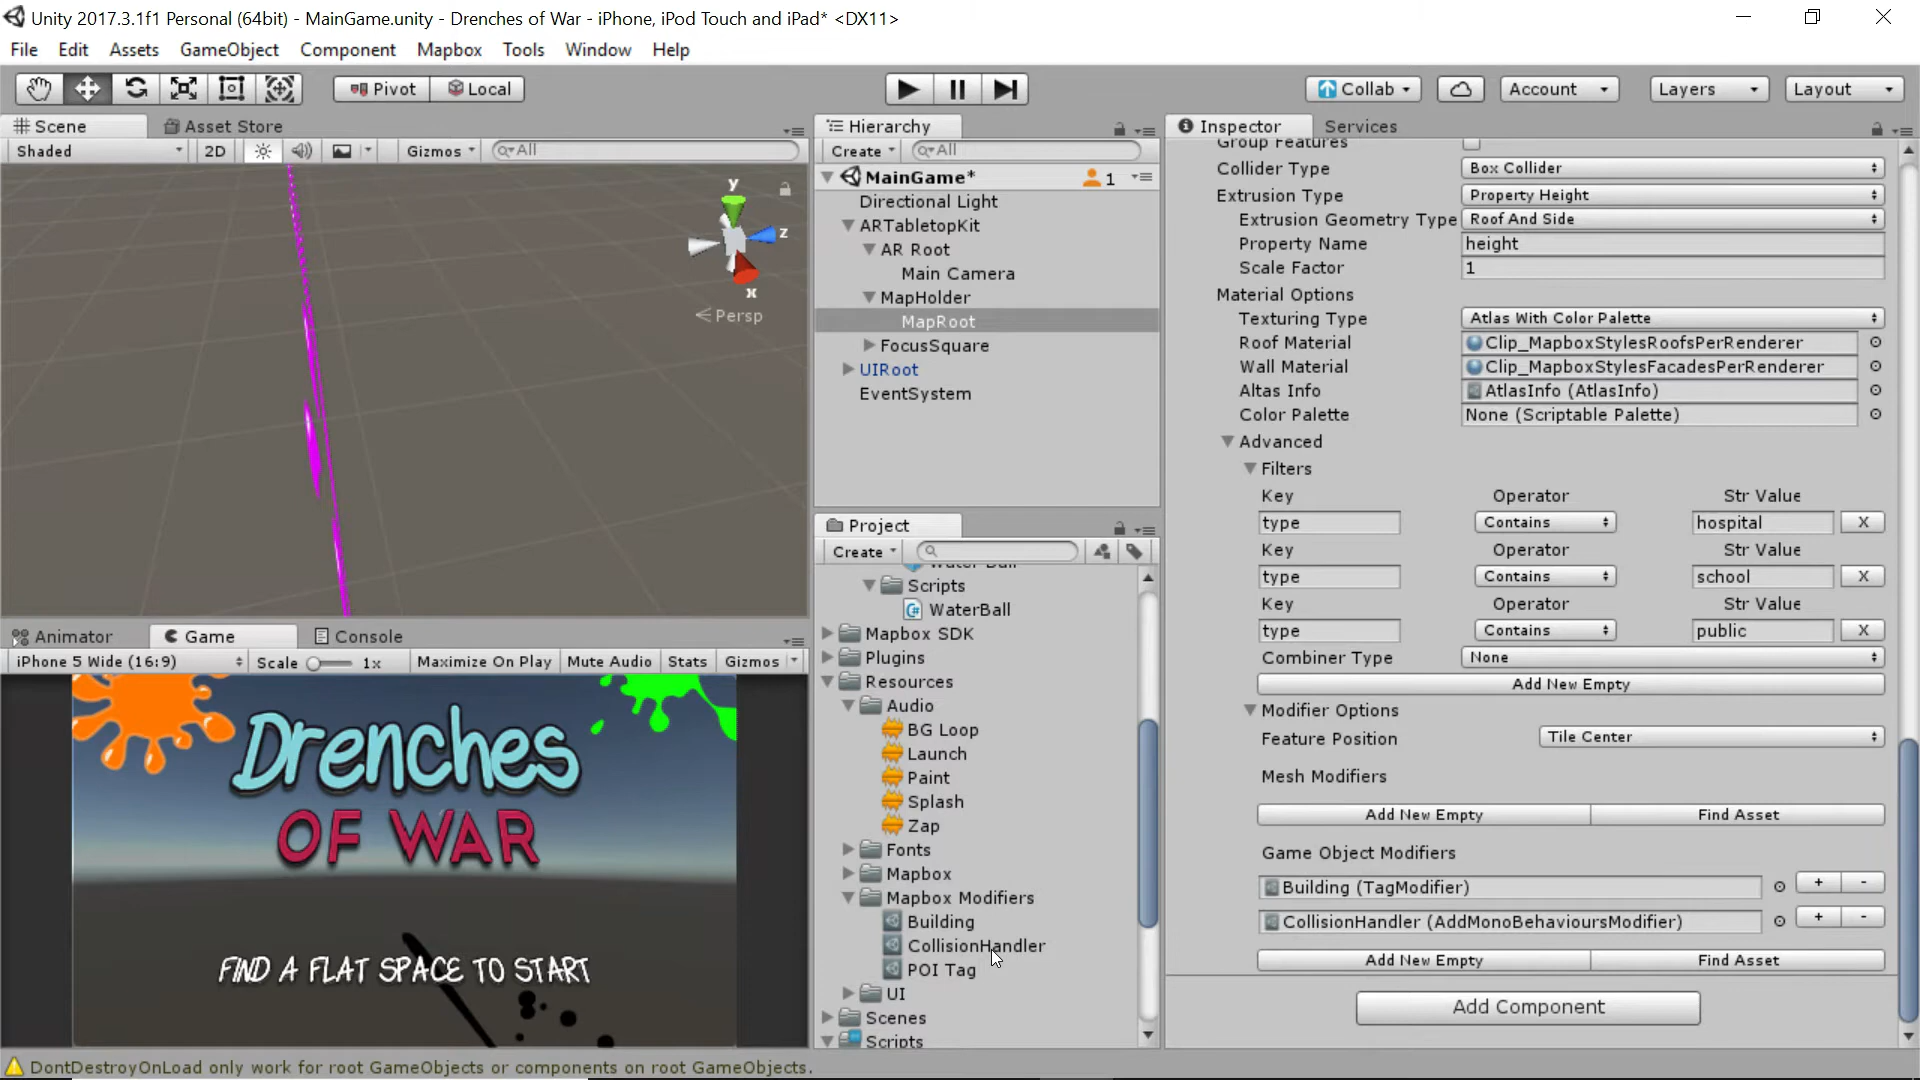 Unity 2017.3.1f1 Personal (64bit) - MainGame.unity - Drenches of War - iPhone, iPod Touch and iPad* <DX11>
File Edit Assets GameObject Component Mapbox Tools Window Help
Pivot Local Collab Account Layers Layout
Scene Asset Store
Shaded 2D Gizmos All
y
z
x
Persp
Animator Game Console
iPhone 5 Wide (16:9) Scale 1x Maximize On Play Mute Audio Stats Gizmos
Drenches
OF WAR
FIND A FLAT SPACE TO START
Hierarchy
Create All
MainGame* 1
Directional Light
ARTabletopKit
AR Root
Main Camera
MapHolder
MapRoot
FocusSquare
UIRoot
EventSystem
Project
Create
Water Ball
Scripts
WaterBall
Mapbox SDK
Plugins
Resources
Audio
BG Loop
Launch
Paint
Splash
Zap
Fonts
Mapbox
Mapbox Modifiers
Building
CollisionHandler
POI Tag
UI
Scenes
Scripts
Inspector Services
Group Features
Collider Type Box Collider
Extrusion Type Property Height
Extrusion Geometry Type Roof And Side
Property Name height
Scale Factor 1
Material Options
Texturing Type Atlas With Color Palette
Roof Material Clip_MapboxStylesRoofsPerRenderer
Wall Material Clip_MapboxStylesFacadesPerRenderer
Altas Info AtlasInfo (AtlasInfo)
Color Palette None (Scriptable Palette)
Advanced
Filters
Key Operator Str Value
type Contains hospital X
Key Operator Str Value
type Contains school X
Key Operator Str Value
type Contains public X
Combiner Type None
Add New Empty
Modifier Options
Feature Position Tile Center
Mesh Modifiers
Add New Empty Find Asset
Game Object Modifiers
Building (TagModifier) + -
CollisionHandler (AddMonoBehavioursModifier) + -
Add New Empty Find Asset
Add Component
DontDestroyOnLoad only work for root GameObjects or components on root GameObjects.